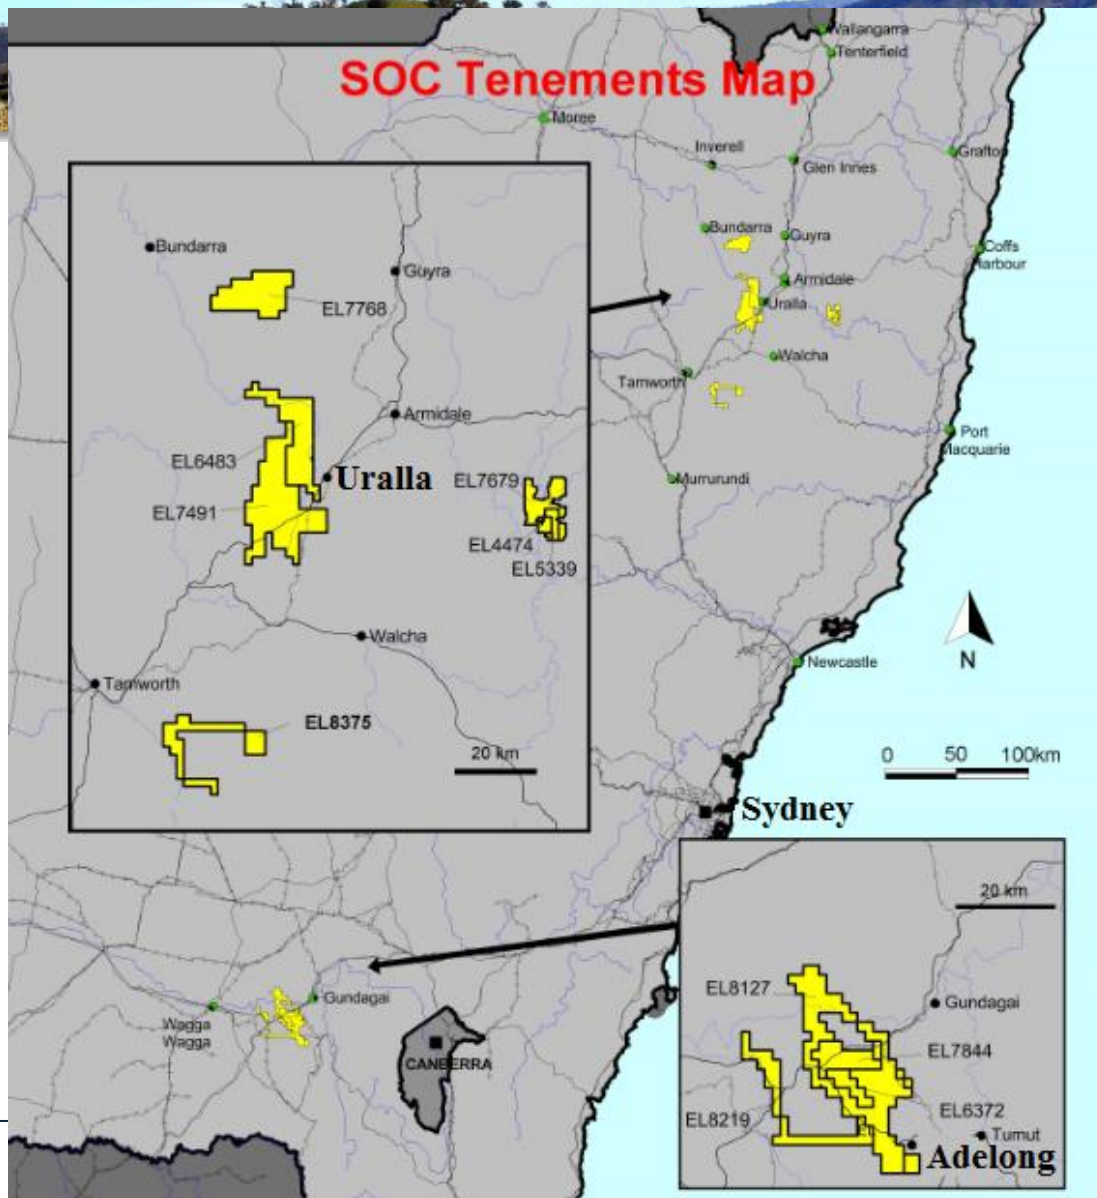 SOC Tenements Map
Wallangarra
Tenterfield
Moree
Inverell
Glen Innes
Grafton
Bundarra
Guyra
Coffs
Harbour
Armidale
Uralla
Walcha
Tamworth
Port
Macquarie
Murrurundi
Newcastle
N
0 50 100km
Sydney
Bundarra
Guyra
EL7768
Armidale
EL6483
Uralla
EL7679
EL7491
EL4474
EL5339
Walcha
Tamworth
EL8375
20 km
Gundagai
Wagga
Wagga
CANBERRA
20 km
EL8127
Gundagai
EL7844
EL8219
EL6372
Tumut
Adelong